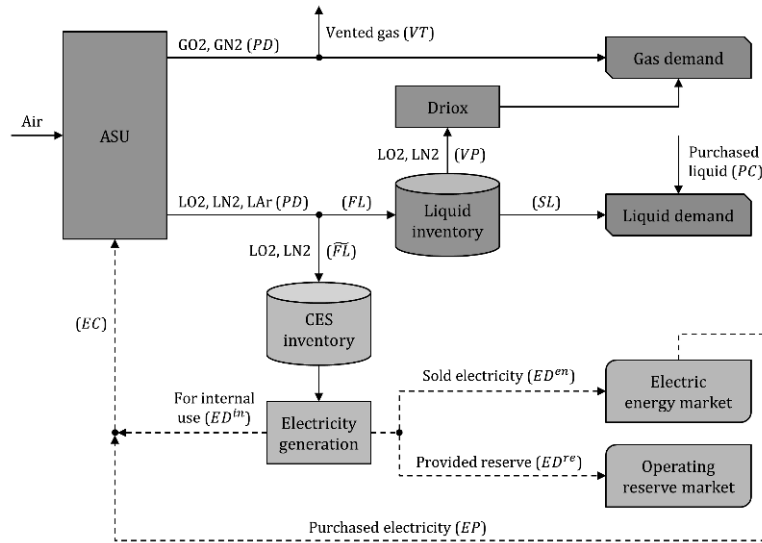 GO2, GN2 (PD)
Vented gas (VT)
Gas demand
Air
ASU
Driox
LO2, LN2
(VP)
Purchased
liquid (PC)
LO2, LN2, LAr (PD)
(FL)
Liquid
inventory
(SL)
Liquid demand
LO2, LN2
(F̃L̃)
CES
inventory
(EC)
For internal
use (ED^in)
Electricity
generation
Sold electricity (ED^en)
Electric
energy market
Provided reserve (ED^re)
Operating
reserve market
Purchased electricity (EP)